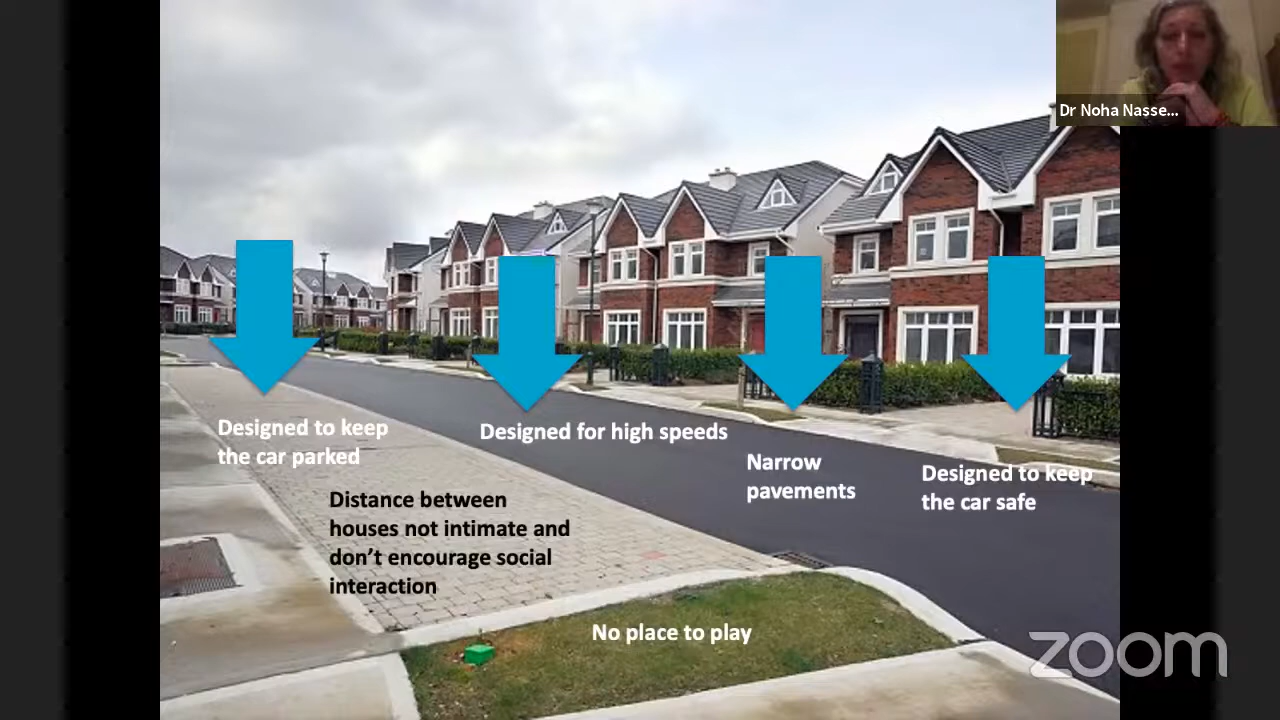 Dr Noha Nasse...
Designed to keep
the car parked
Designed for high speeds
Narrow
pavements
Designed to keep
the car safe
Distance between
houses not intimate and
don't encourage social
interaction
No place to play
zoom